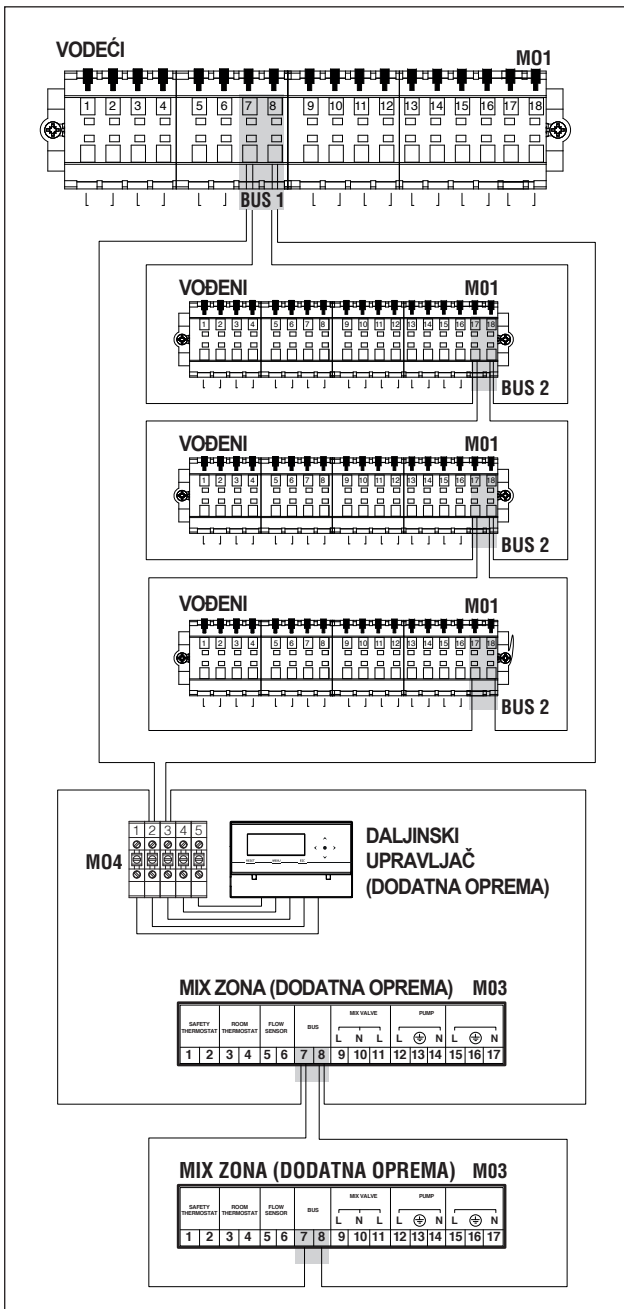 VODEĆI M01
1 2 3 4 5 6 7 8 9 10 11 12 13 14 15 16 17 18
BUS 1
VOĐENI M01
1 2 3 4 5 6 7 8 9 10 11 12 13 14 15 16 17 18
BUS 2
VOĐENI M01
1 2 3 4 5 6 7 8 9 10 11 12 13 14 15 16 17 18
BUS 2
VOĐENI M01
1 2 3 4 5 6 7 8 9 10 11 12 13 14 15 16 17 18
BUS 2
1 2 3 4 5
M04
DALJINSKI
UPRAVLJAČ
(DODATNA OPREMA)
MIX ZONA (DODATNA OPREMA) M03
SAFETY THERMOSTAT ROOM THERMOSTAT FLOW SENSOR BUS MIX VALVE PUMP
L N L L N L N
1 2 3 4 5 6 7 8 9 10 11 12 13 14 15 16 17
MIX ZONA (DODATNA OPREMA) M03
SAFETY THERMOSTAT ROOM THERMOSTAT FLOW SENSOR BUS MIX VALVE PUMP
L N L L N L N
1 2 3 4 5 6 7 8 9 10 11 12 13 14 15 16 17